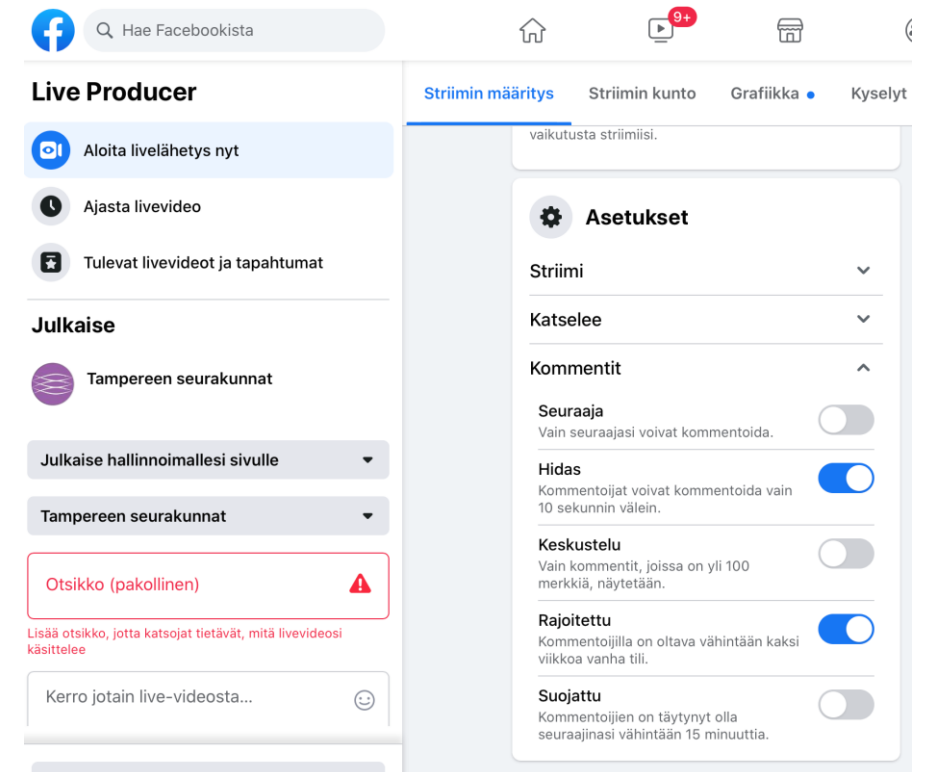 Hae Facebookista
9+
Live Producer
Aloita livelähetys nyt
Ajasta livevideo
Tulevat livevideot ja tapahtumat
Julkaise
Tampereen seurakunnat
Julkaise hallinnoimallesi sivulle
Tampereen seurakunnat
Otsikko (pakollinen)
Lisää otsikko, jotta katsojat tietävät, mitä livevideosi
käsittelee
Kerro jotain live-videosta...
Striimin määritys
Striimin kunto
Grafiikka
Kyselyt
vaikutusta striimiisi.
Asetukset
Striimi
Katselee
Kommentit
Seuraaja
Vain seuraajasi voivat kommentoida.
Hidas
Kommentoijat voivat kommentoida vain
10 sekunnin välein.
Keskustelu
Vain kommentit, joissa on yli 100
merkkiä, näytetään.
Rajoitettu
Kommentoijilla on oltava vähintään kaksi
viikkoa vanha tili.
Suojattu
Kommentoijien on täytynyt olla
seuraajinasi vähintään 15 minuuttia.